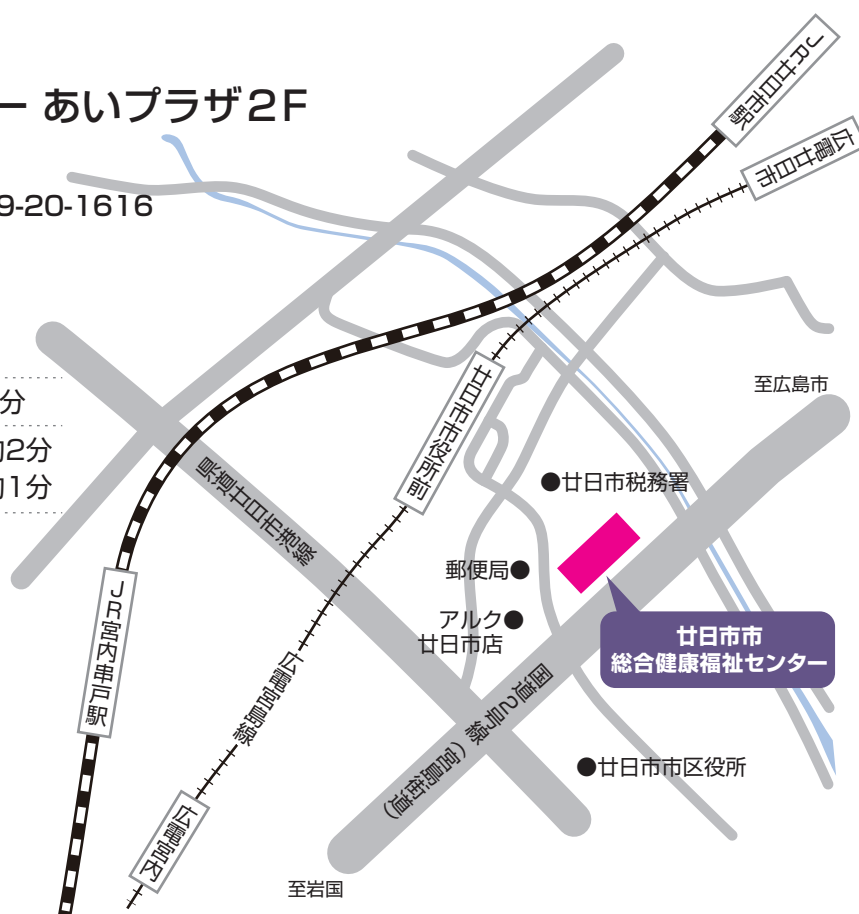 ー あいプラザ2F
9-20-1616
分
約2分
約1分
JR廿日市駅
広電廿日市
至広島市
廿日市市役所前
県道廿日市港線
●廿日市税務署
郵便局●
アルク●
廿日市店
廿日市市
総合健康福祉センター
JR宮内串戸駅
広電宮島線
国道2号線(宮島街道)
●廿日市市区役所
広電宮内
至岩国